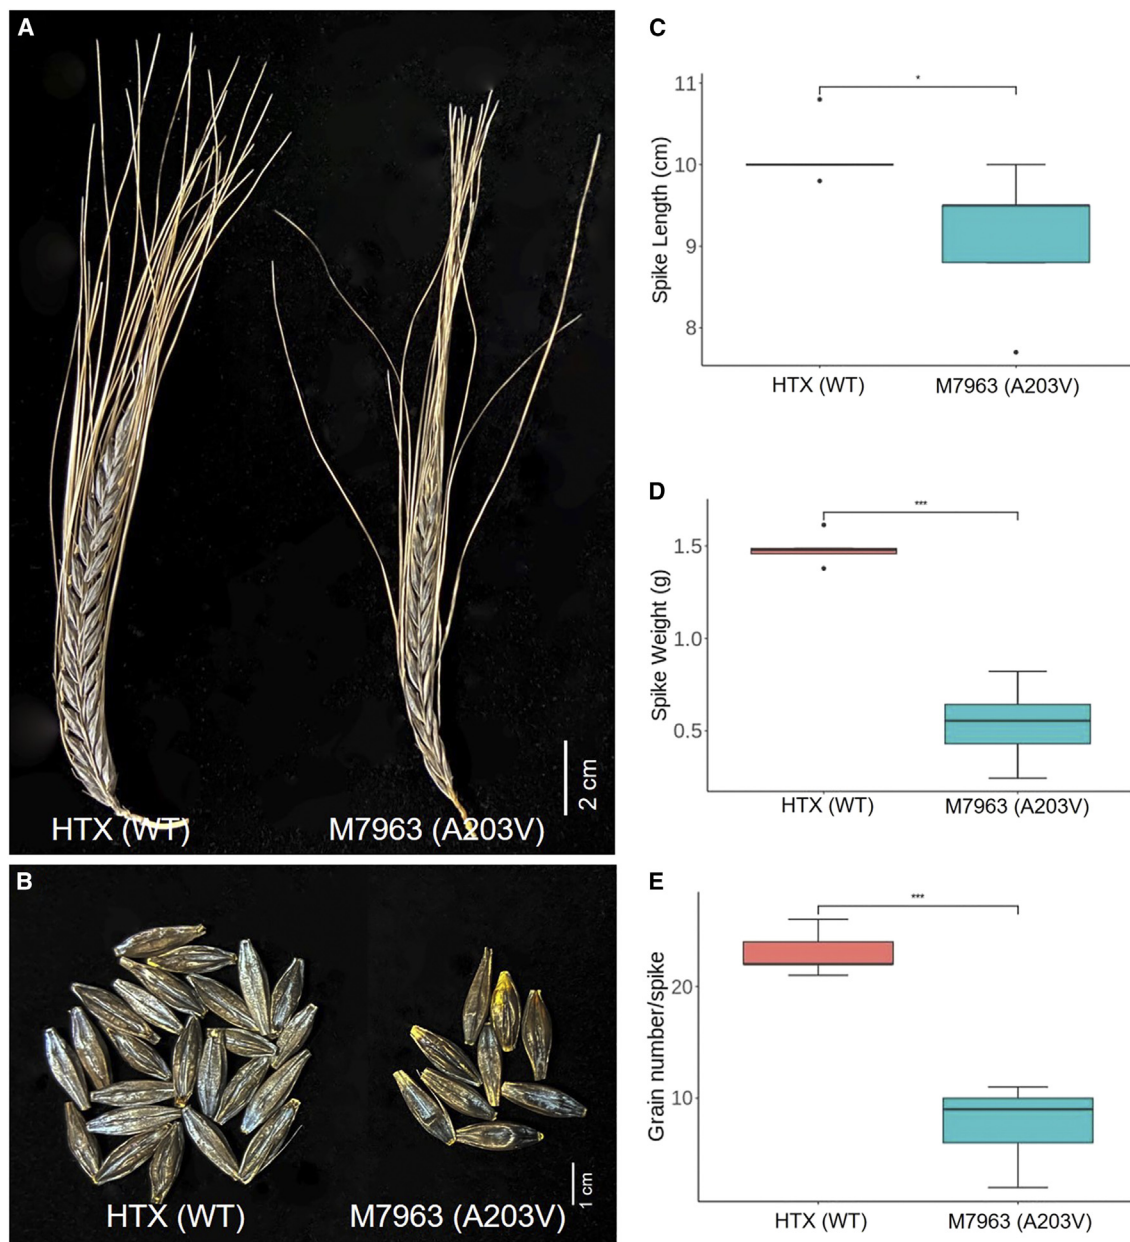 A
HTX (WT)
M7963 (A203V)
2 cm
B
HTX (WT)
M7963 (A203V)
1 cm
C
Spike Length (cm)
11
10
9
8
*
HTX (WT)
M7963 (A203V)
D
Spike Weight (g)
1.5
1.0
0.5
***
HTX (WT)
M7963 (A203V)
E
Grain number/spike
20
10
***
HTX (WT)
M7963 (A203V)